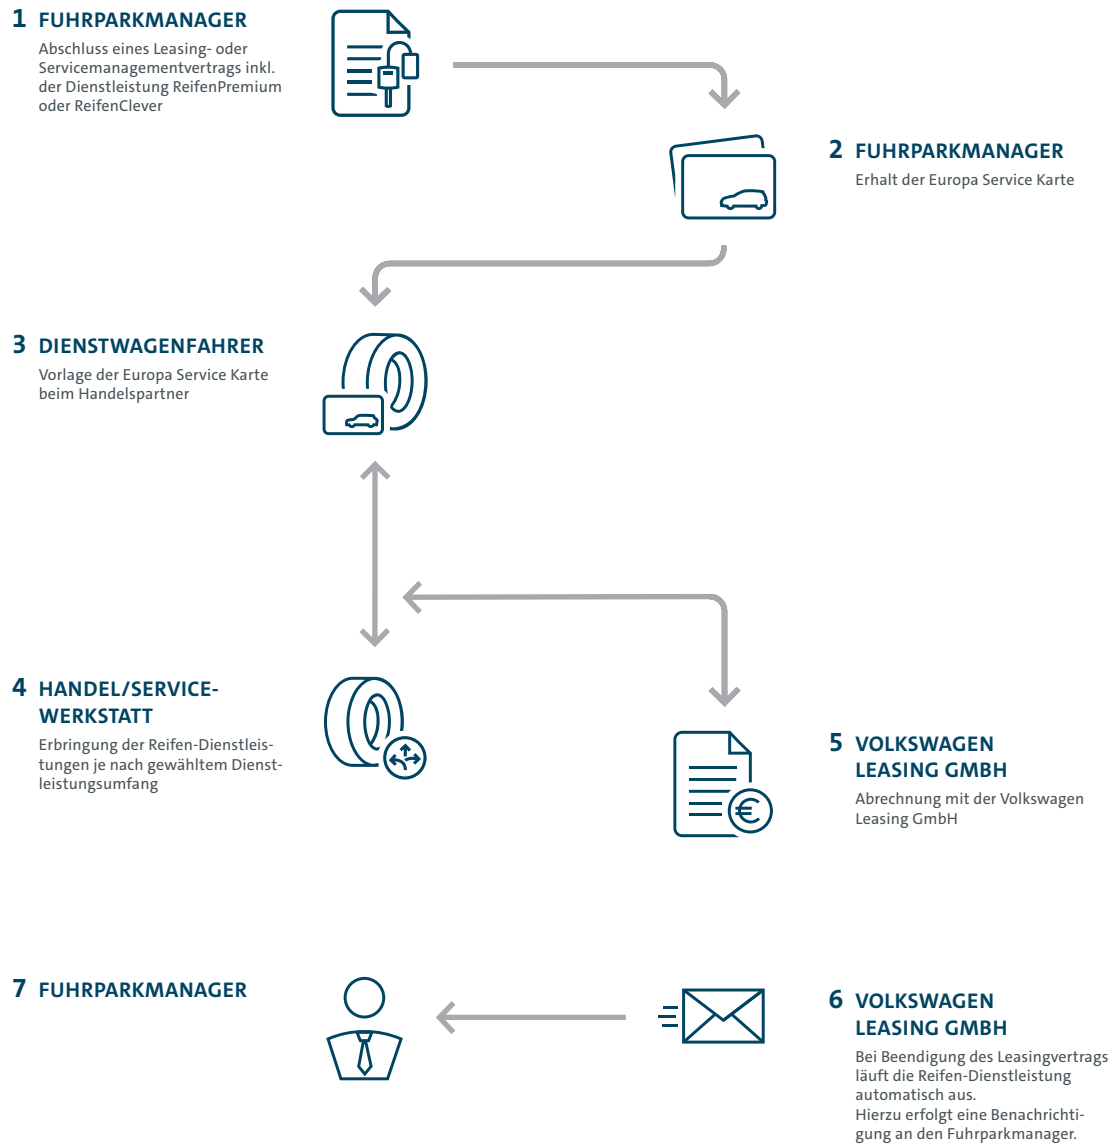 1 FUHRPARKMANAGER
Abschluss eines Leasing- oder
Servicemanagementvertrags inkl.
der Dienstleistung ReifenPremium
oder ReifenClever
2 FUHRPARKMANAGER
Erhalt der Europa Service Karte
3 DIENSTWAGENFAHRER
Vorlage der Europa Service Karte
beim Handelspartner
4 HANDEL/SERVICE-
WERKSTATT
Erbringung der Reifen-Dienstleis-
tungen je nach gewähltem Dienst-
leistungsumfang
5 VOLKSWAGEN
LEASING GMBH
Abrechnung mit der Volkswagen
Leasing GmbH
€
7 FUHRPARKMANAGER
6 VOLKSWAGEN
LEASING GMBH
Bei Beendigung des Leasingvertrags
läuft die Reifen-Dienstleistung
automatisch aus.
Hierzu erfolgt eine Benachrichti-
gung an den Fuhrparkmanager.